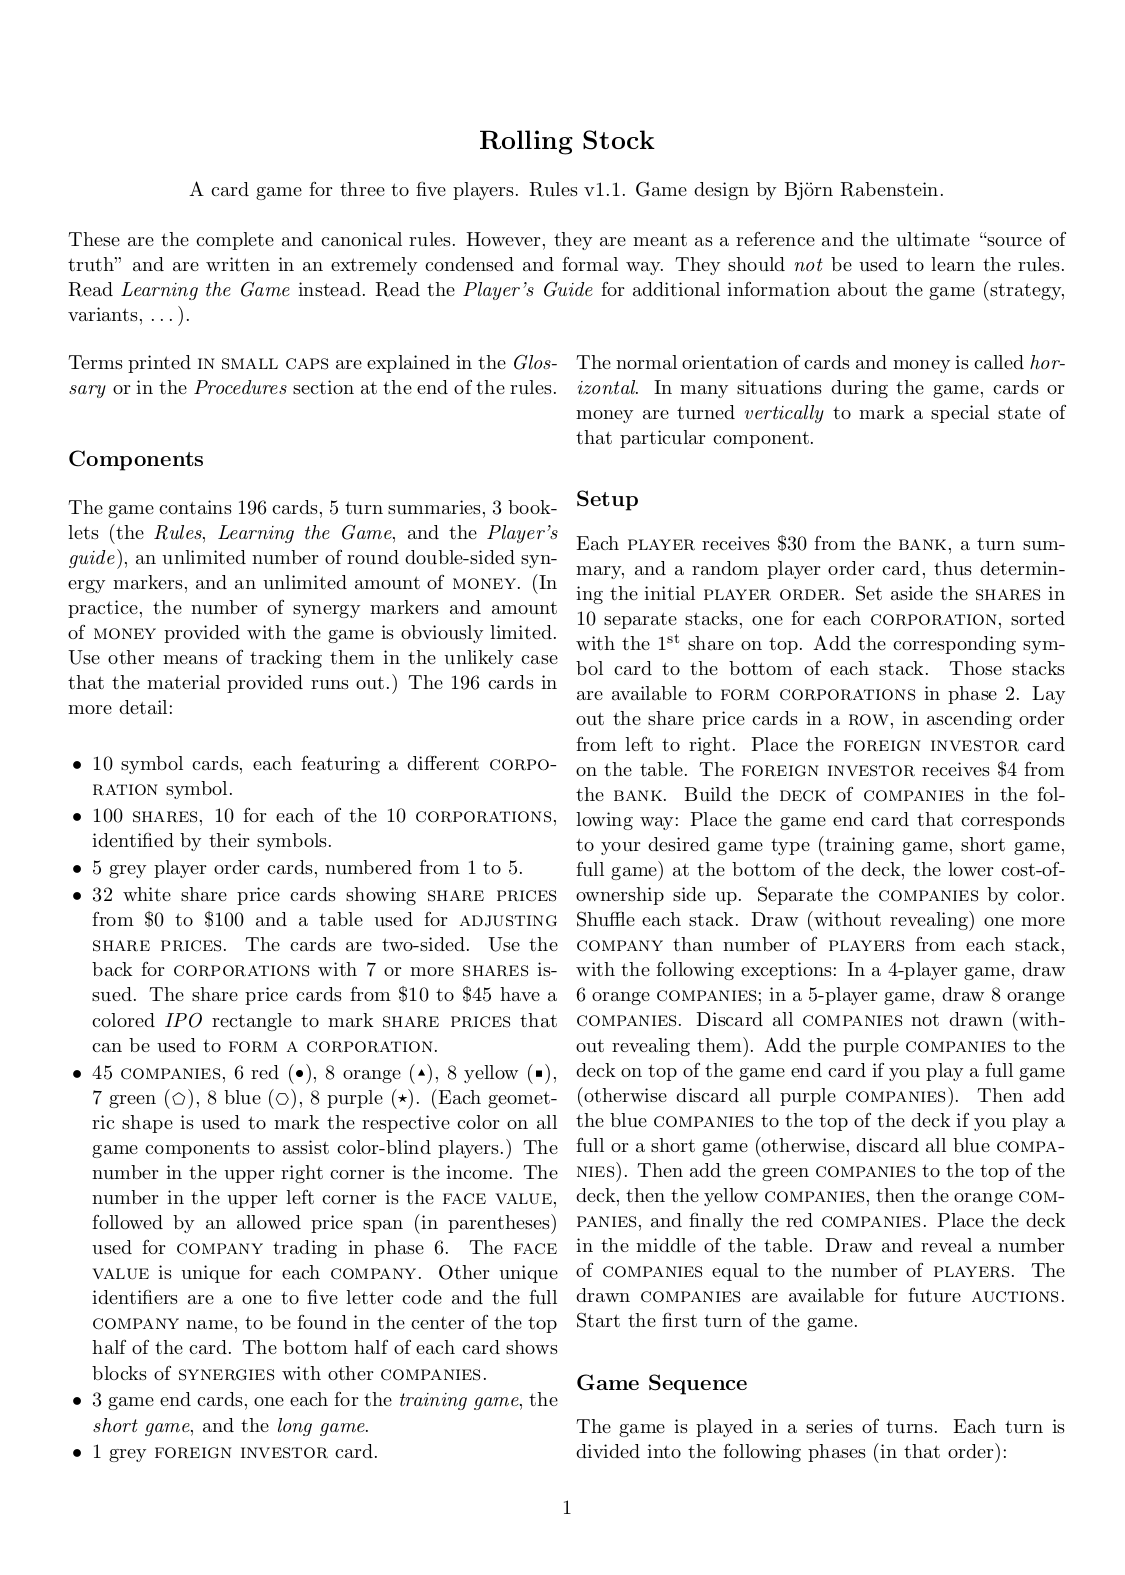 Rolling Stock
A card game for three to five players. Rules v1.1. Game design by Björn Rabenstein.
These are the complete and canonical rules. However, they are meant as a reference and the ultimate “source of
truth” and are written in an extremely condensed and formal way. They should not be used to learn the rules.
Read Learning the Game instead. Read the Player’s Guide for additional information about the game (strategy,
variants, . . . ).
Terms printed IN SMALL CAPS are explained in the Glos-
sary or in the Procedures section at the end of the rules.
Components
The game contains 196 cards, 5 turn summaries, 3 book-
lets (the Rules, Learning the Game, and the Player’s
guide), an unlimited number of round double-sided syn-
ergy markers, and an unlimited amount of MONEY. (In
practice, the number of synergy markers and amount
of MONEY provided with the game is obviously limited.
Use other means of tracking them in the unlikely case
that the material provided runs out.) The 196 cards in
more detail:
• 10 symbol cards, each featuring a different CORPO-
RATION symbol.
• 100 SHARES, 10 for each of the 10 CORPORATIONS,
identified by their symbols.
• 5 grey player order cards, numbered from 1 to 5.
• 32 white share price cards showing SHARE PRICES
from $0 to $100 and a table used for ADJUSTING
SHARE PRICES. The cards are two-sided. Use the
back for CORPORATIONS with 7 or more SHARES is-
sued. The share price cards from $10 to $45 have a
colored IPO rectangle to mark SHARE PRICES that
can be used to FORM A CORPORATION.
• 45 COMPANIES, 6 red (●), 8 orange (▲), 8 yellow (■),
7 green (⬠), 8 blue (⎔), 8 purple (★). (Each geomet-
ric shape is used to mark the respective color on all
game components to assist color-blind players.) The
number in the upper right corner is the income. The
number in the upper left corner is the FACE VALUE,
followed by an allowed price span (in parentheses)
used for COMPANY trading in phase 6. The FACE
VALUE is unique for each COMPANY. Other unique
identifiers are a one to five letter code and the full
COMPANY name, to be found in the center of the top
half of the card. The bottom half of each card shows
blocks of SYNERGIES with other COMPANIES.
• 3 game end cards, one each for the training game, the
short game, and the long game.
• 1 grey FOREIGN INVESTOR card.
The normal orientation of cards and money is called hor-
izontal. In many situations during the game, cards or
money are turned vertically to mark a special state of
that particular component.
Setup
Each PLAYER receives $30 from the BANK, a turn sum-
mary, and a random player order card, thus determin-
ing the initial PLAYER ORDER. Set aside the SHARES in
10 separate stacks, one for each CORPORATION, sorted
with the 1st share on top. Add the corresponding sym-
bol card to the bottom of each stack. Those stacks
are available to FORM CORPORATIONS in phase 2. Lay
out the share price cards in a ROW, in ascending order
from left to right. Place the FOREIGN INVESTOR card
on the table. The FOREIGN INVESTOR receives $4 from
the BANK. Build the DECK of COMPANIES in the fol-
lowing way: Place the game end card that corresponds
to your desired game type (training game, short game,
full game) at the bottom of the deck, the lower cost-of-
ownership side up. Separate the COMPANIES by color.
Shuffle each stack. Draw (without revealing) one more
COMPANY than number of PLAYERS from each stack,
with the following exceptions: In a 4-player game, draw
6 orange COMPANIES; in a 5-player game, draw 8 orange
COMPANIES. Discard all COMPANIES not drawn (with-
out revealing them). Add the purple COMPANIES to the
deck on top of the game end card if you play a full game
(otherwise discard all purple COMPANIES). Then add
the blue COMPANIES to the top of the deck if you play a
full or a short game (otherwise, discard all blue COMPA-
NIES). Then add the green COMPANIES to the top of the
deck, then the yellow COMPANIES, then the orange COM-
PANIES, and finally the red COMPANIES. Place the deck
in the middle of the table. Draw and reveal a number
of COMPANIES equal to the number of PLAYERS. The
drawn COMPANIES are available for future AUCTIONS.
Start the first turn of the game.
Game Sequence
The game is played in a series of turns. Each turn is
divided into the following phases (in that order):
1